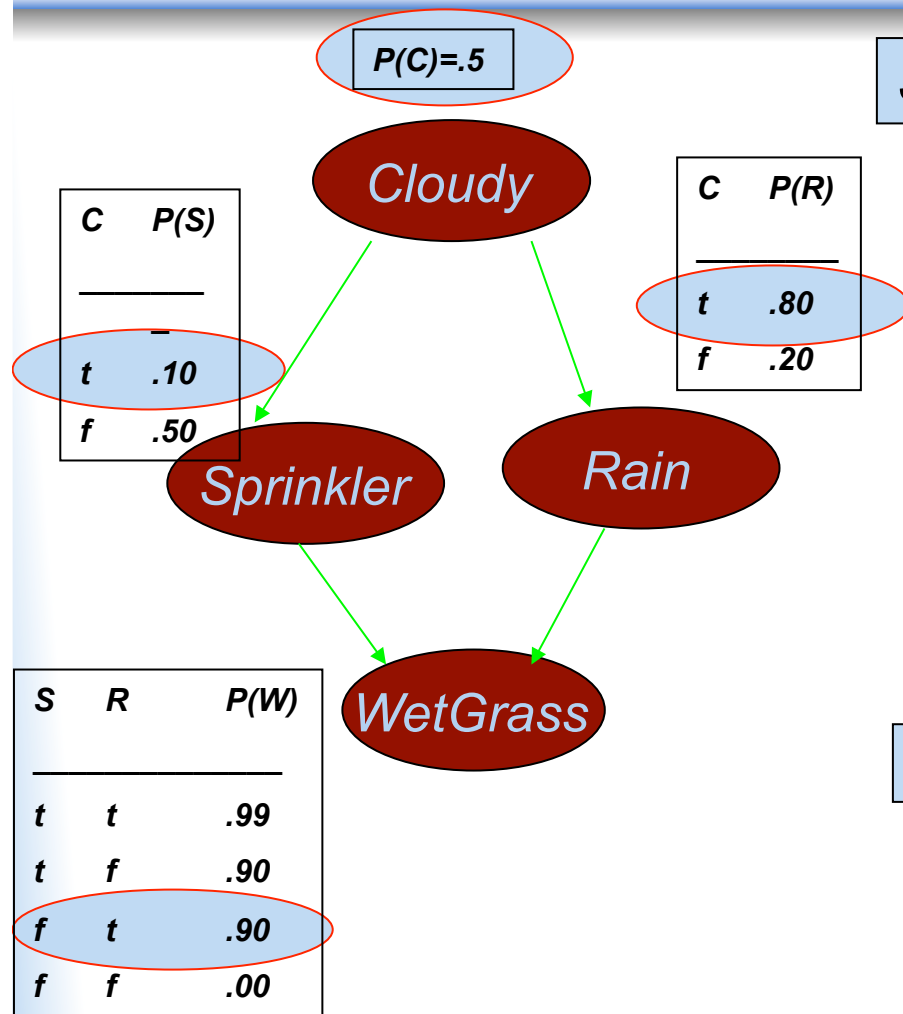 P(C)=.5
Cloudy
C P(S)
t .10
f .50
C P(R)
t .80
f .20
Sprinkler
Rain
WetGrass
S R P(W)
t t .99
t f .90
f t .90
f f .00